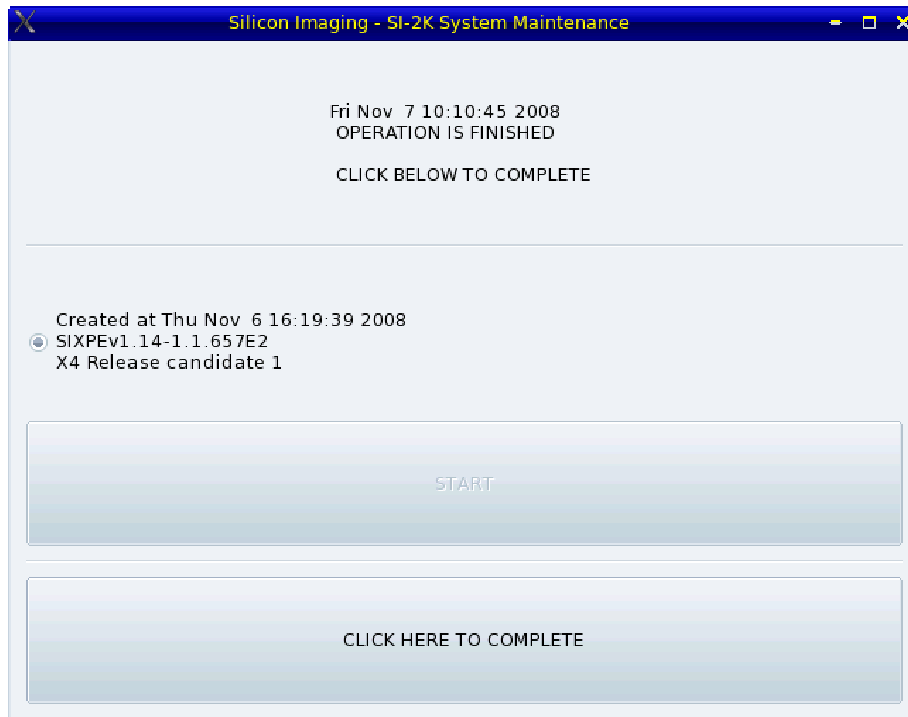 Silicon Imaging - SI-2K System Maintenance
Fri Nov  7 10:10:45 2008
OPERATION IS FINISHED
CLICK BELOW TO COMPLETE
Created at Thu Nov  6 16:19:39 2008
SIXPEv1.14-1.1.657E2
X4 Release candidate 1
START
CLICK HERE TO COMPLETE